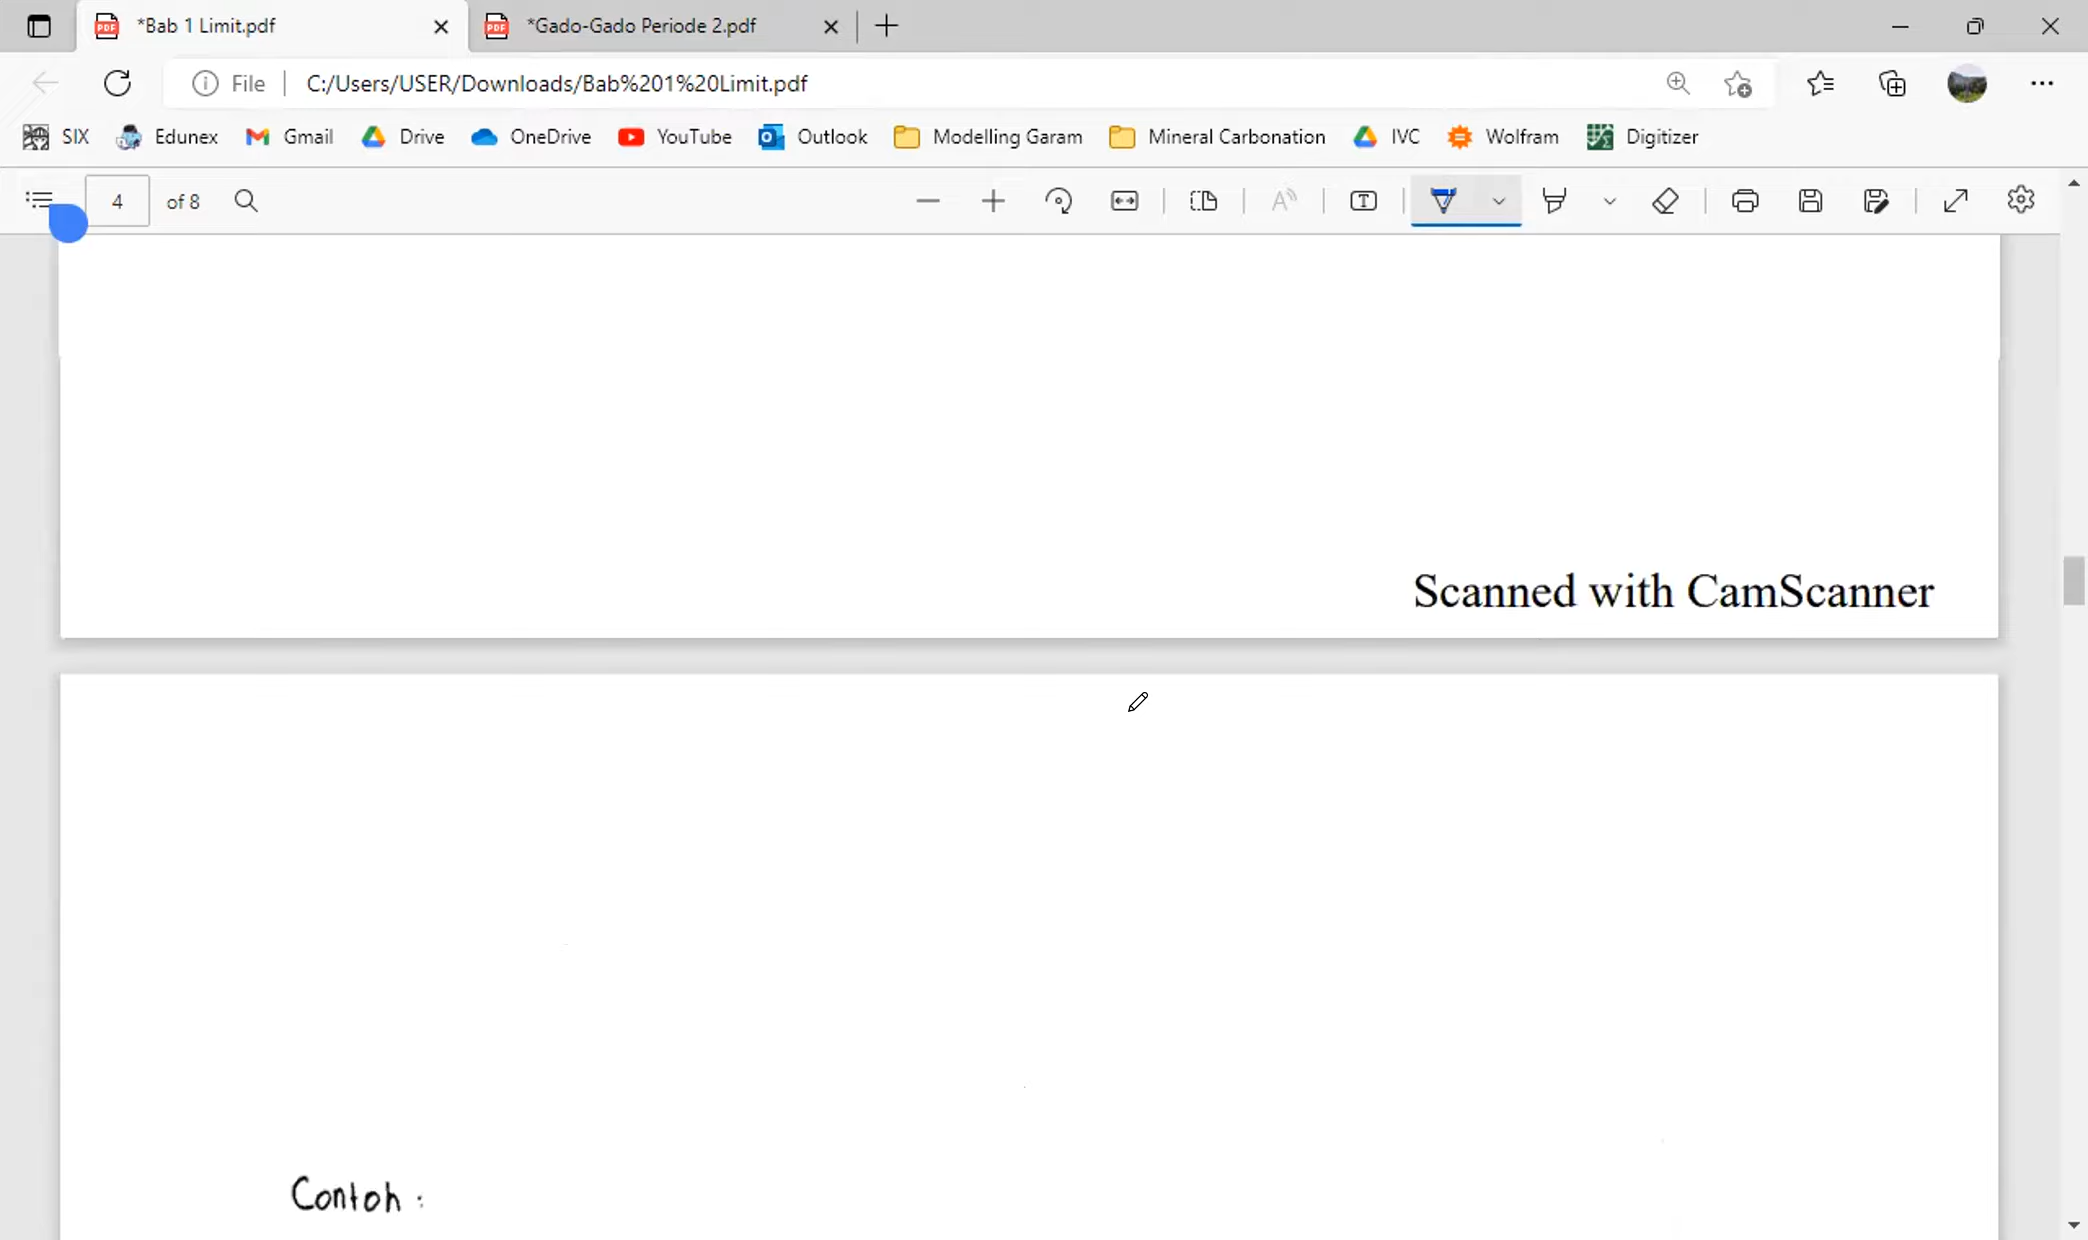 *Bab 1 Limit.pdf
*Gado-Gado Periode 2.pdf
File C:/Users/USER/Downloads/Bab%201%20Limit.pdf
SIX Edunex Gmail Drive OneDrive YouTube Outlook Modelling Garam Mineral Carbonation IVC Wolfram Digitizer
4 of 8
Scanned with CamScanner
Contoh :